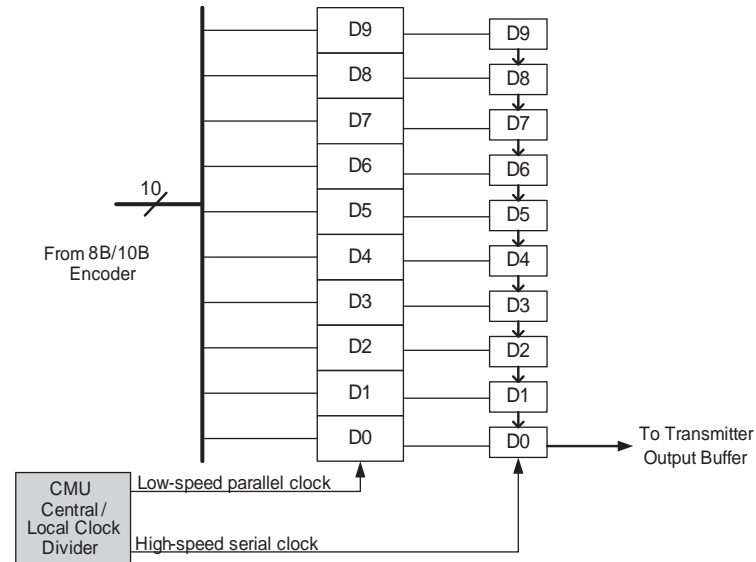 D9 D9
D8 D8
D7 D7
D6 D6
10
D5 D5
From 8B/10B
Encoder
D4 D4
D3 D3
D2 D2
D1 D1
D0 D0
To Transmitter
Output Buffer
CMU
Central/
Local Clock
Divider
Low-speed parallel clock
High-speed serial clock